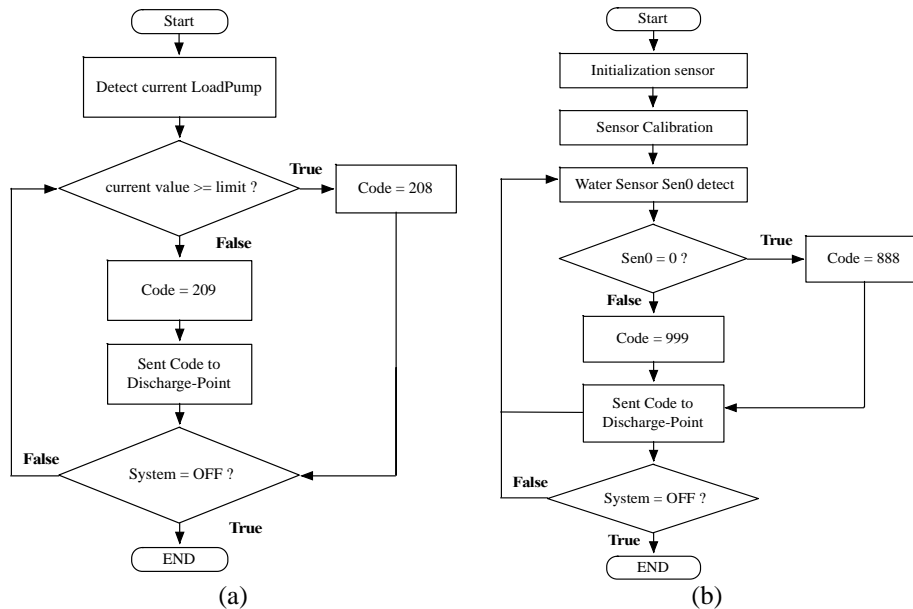 Start
Detect current LoadPump
current value >= limit ?
True
Code = 208
False
Code = 209
Sent Code to
Discharge-Point
False
System = OFF ?
True
END
(a)
Start
Initialization sensor
Sensor Calibration
Water Sensor Sen0 detect
Sen0 = 0 ?
True
Code = 888
False
Code = 999
Sent Code to
Discharge-Point
False
System = OFF ?
True
END
(b)